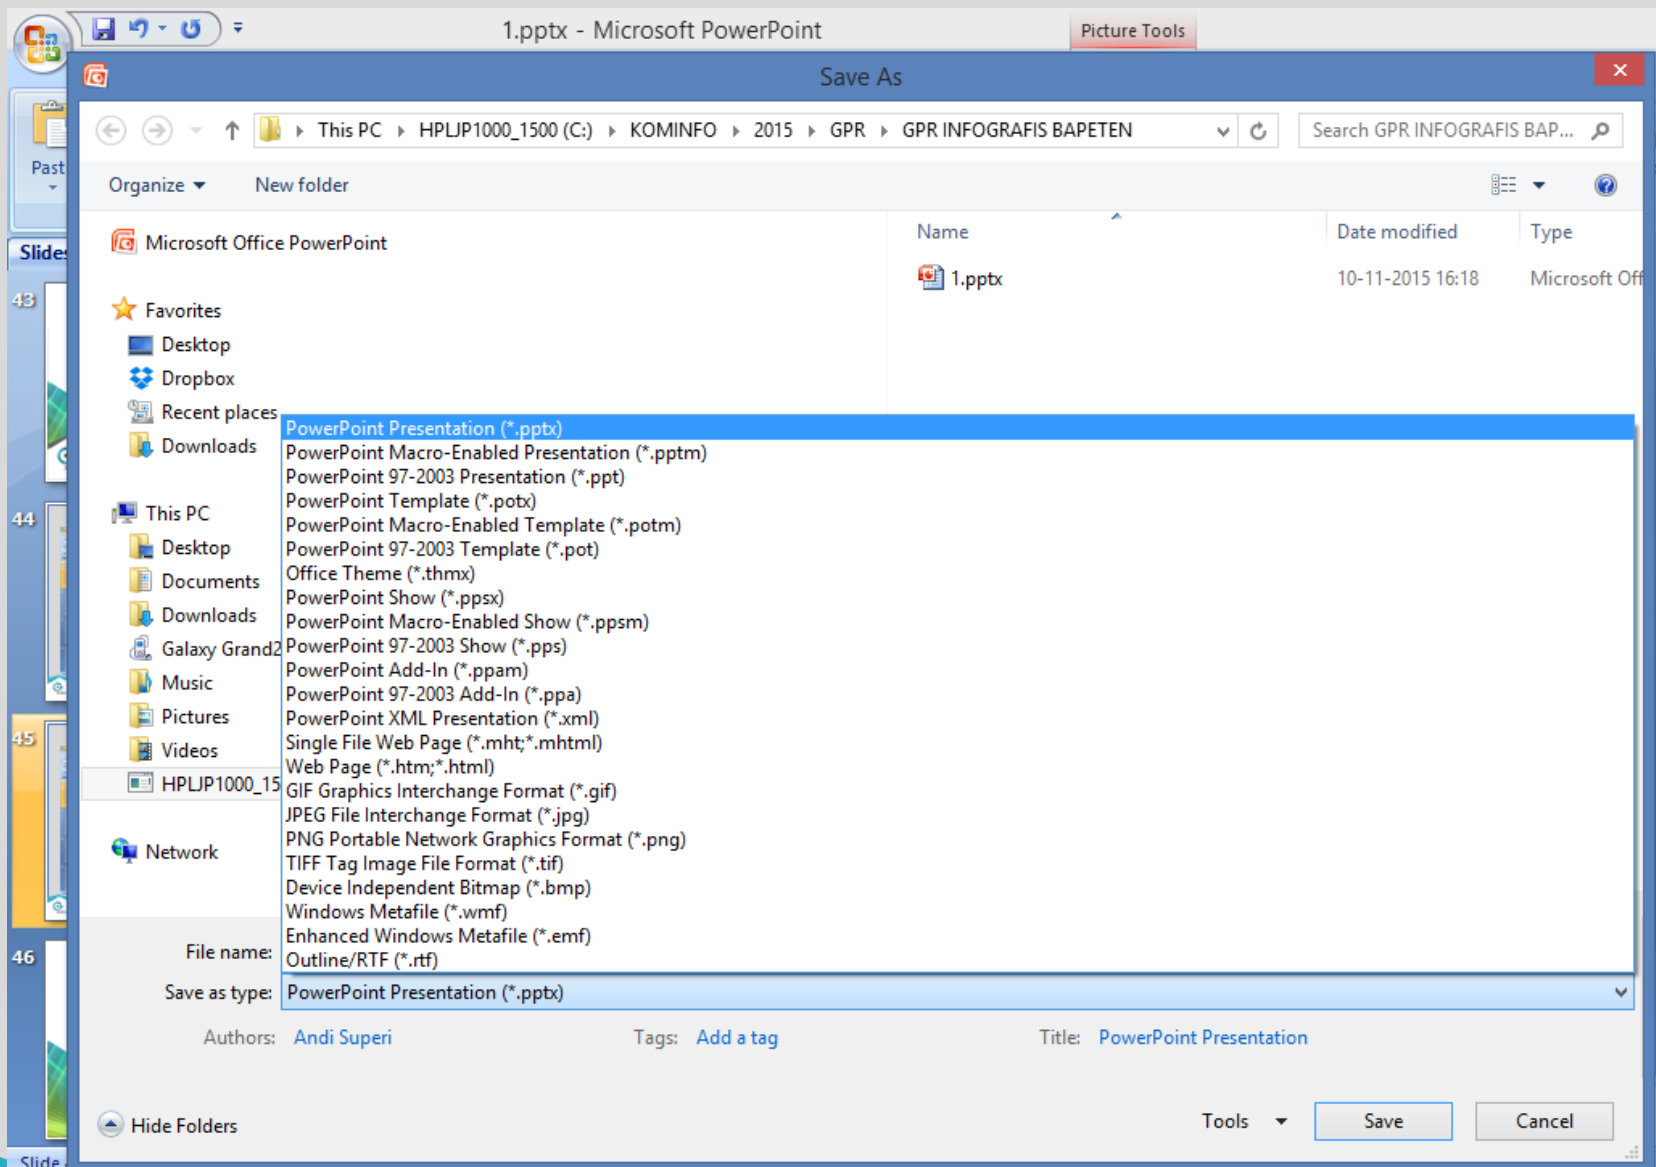 1.pptx - Microsoft PowerPoint
Picture Tools
Save As
This PC HPLJP1000_1500 (C:) KOMINFO 2015 GPR GPR INFOGRAFIS BAPETEN
Search GPR INFOGRAFIS BAP...
Past
Organize
New folder
Slides
Microsoft Office PowerPoint
Name
Date modified
Type
1.pptx
10-11-2015 16:18
Microsoft Off
43
Favorites
Desktop
Dropbox
Recent places
Downloads
44
This PC
Desktop
Documents
Downloads
Galaxy Grand2
Music
Pictures
45
Videos
HPLJP1000_15
Network
PowerPoint Presentation (*.pptx)
PowerPoint Macro-Enabled Presentation (*.pptm)
PowerPoint 97-2003 Presentation (*.ppt)
PowerPoint Template (*.potx)
PowerPoint Macro-Enabled Template (*.potm)
PowerPoint 97-2003 Template (*.pot)
Office Theme (*.thmx)
PowerPoint Show (*.ppsx)
PowerPoint Macro-Enabled Show (*.ppsm)
PowerPoint 97-2003 Show (*.pps)
PowerPoint Add-In (*.ppam)
PowerPoint 97-2003 Add-In (*.ppa)
PowerPoint XML Presentation (*.xml)
Single File Web Page (*.mht;*.mhtml)
Web Page (*.htm;*.html)
GIF Graphics Interchange Format (*.gif)
JPEG File Interchange Format (*.jpg)
PNG Portable Network Graphics Format (*.png)
TIFF Tag Image File Format (*.tif)
Device Independent Bitmap (*.bmp)
Windows Metafile (*.wmf)
Enhanced Windows Metafile (*.emf)
Outline/RTF (*.rtf)
46
File name:
Save as type: PowerPoint Presentation (*.pptx)
Authors: Andi Superi
Tags: Add a tag
Title: PowerPoint Presentation
Hide Folders
Tools
Save
Cancel
Slide